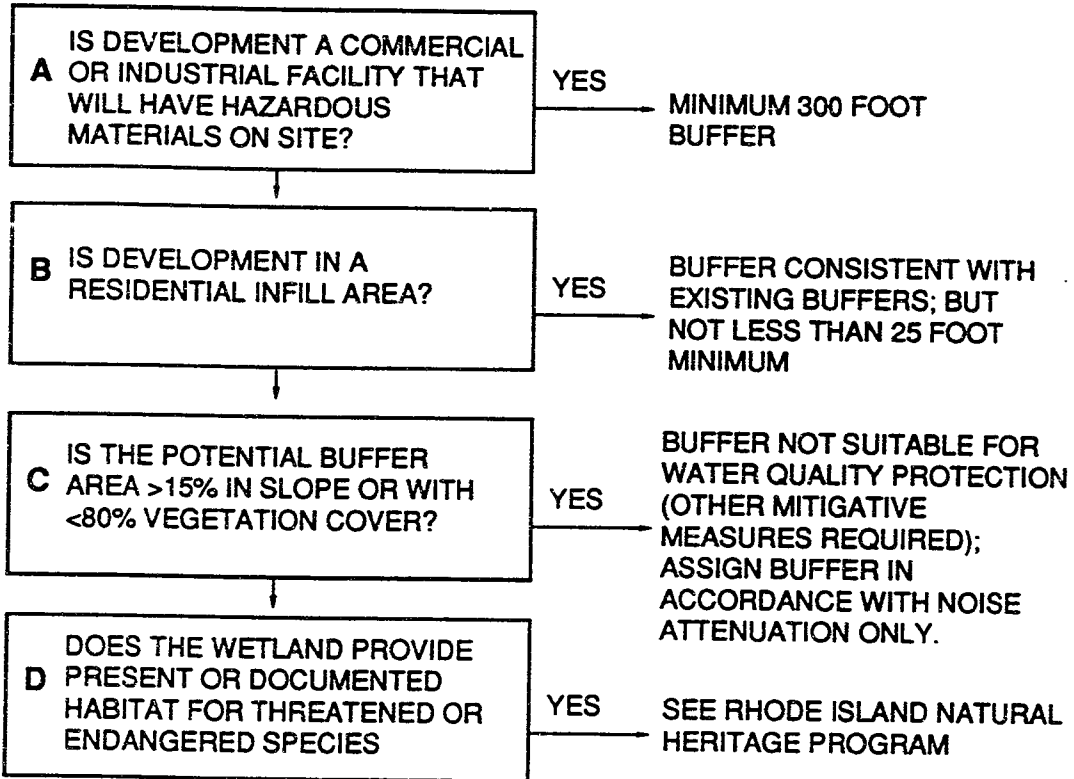 A IS DEVELOPMENT A COMMERCIAL
OR INDUSTRIAL FACILITY THAT
WILL HAVE HAZARDOUS
MATERIALS ON SITE?
YES
MINIMUM 300 FOOT
BUFFER
B IS DEVELOPMENT IN A
RESIDENTIAL INFILL AREA?
YES
BUFFER CONSISTENT WITH
EXISTING BUFFERS; BUT
NOT LESS THAN 25 FOOT
MINIMUM
C IS THE POTENTIAL BUFFER
AREA >15% IN SLOPE OR WITH
<80% VEGETATION COVER?
YES
BUFFER NOT SUITABLE FOR
WATER QUALITY PROTECTION
(OTHER MITIGATIVE
MEASURES REQUIRED);
ASSIGN BUFFER IN
ACCORDANCE WITH NOISE
ATTENUATION ONLY.
D DOES THE WETLAND PROVIDE
PRESENT OR DOCUMENTED
HABITAT FOR THREATENED OR
ENDANGERED SPECIES
YES
SEE RHODE ISLAND NATURAL
HERITAGE PROGRAM